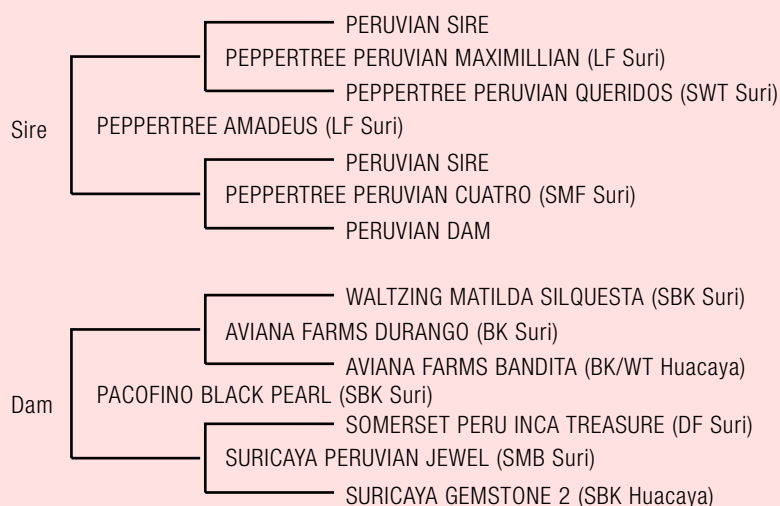 PERUVIAN SIRE
PEPPERTREE PERUVIAN MAXIMILLIAN (LF Suri)
PEPPERTREE PERUVIAN QUERIDOS (SWT Suri)
Sire
PEPPERTREE AMADEUS (LF Suri)
PERUVIAN SIRE
PEPPERTREE PERUVIAN CUATRO (SMF Suri)
PERUVIAN DAM
WALTZING MATILDA SILQUESTA (SBK Suri)
AVIANA FARMS DURANGO (BK Suri)
AVIANA FARMS BANDITA (BK/WT Huacaya)
Dam
PACOFINO BLACK PEARL (SBK Suri)
SOMERSET PERU INCA TREASURE (DF Suri)
SURICAYA PERUVIAN JEWEL (SMB Suri)
SURICAYA GEMSTONE 2 (SBK Huacaya)